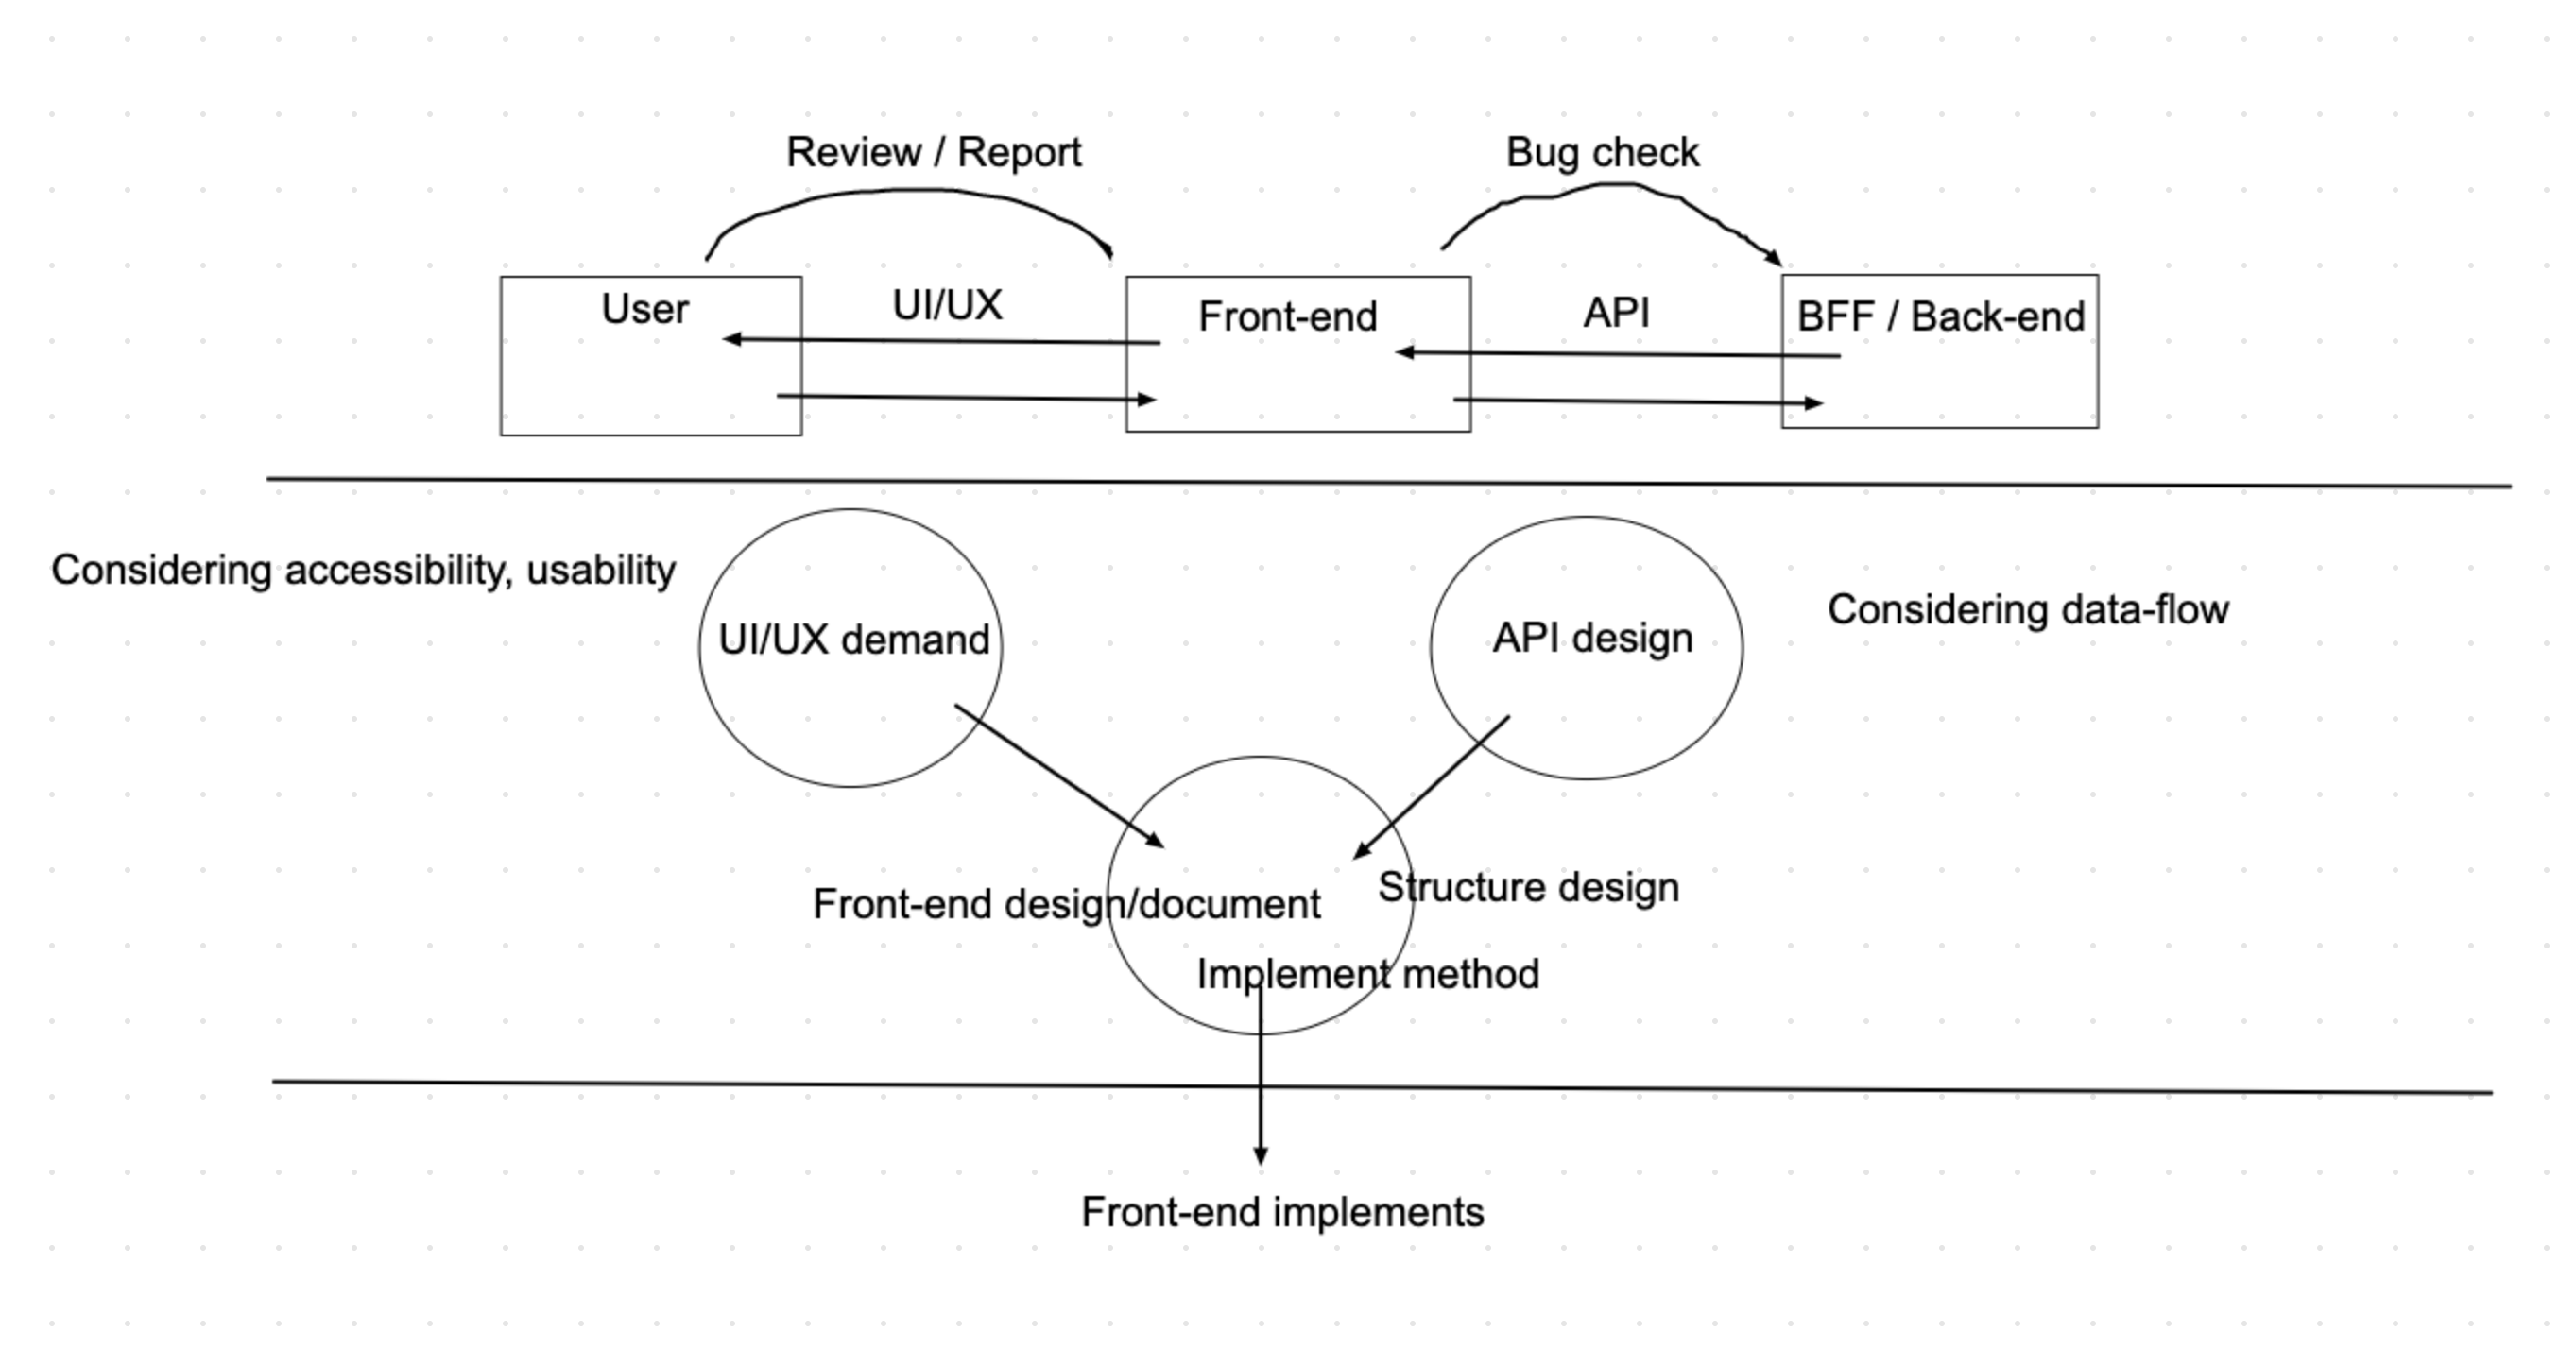 Review / Report
Bug check
User
UI/UX
Front-end
API
BFF / Back-end
Considering accessibility, usability
UI/UX demand
API design
Considering data-flow
Front-end design/document
Structure design
Implement method
Front-end implements